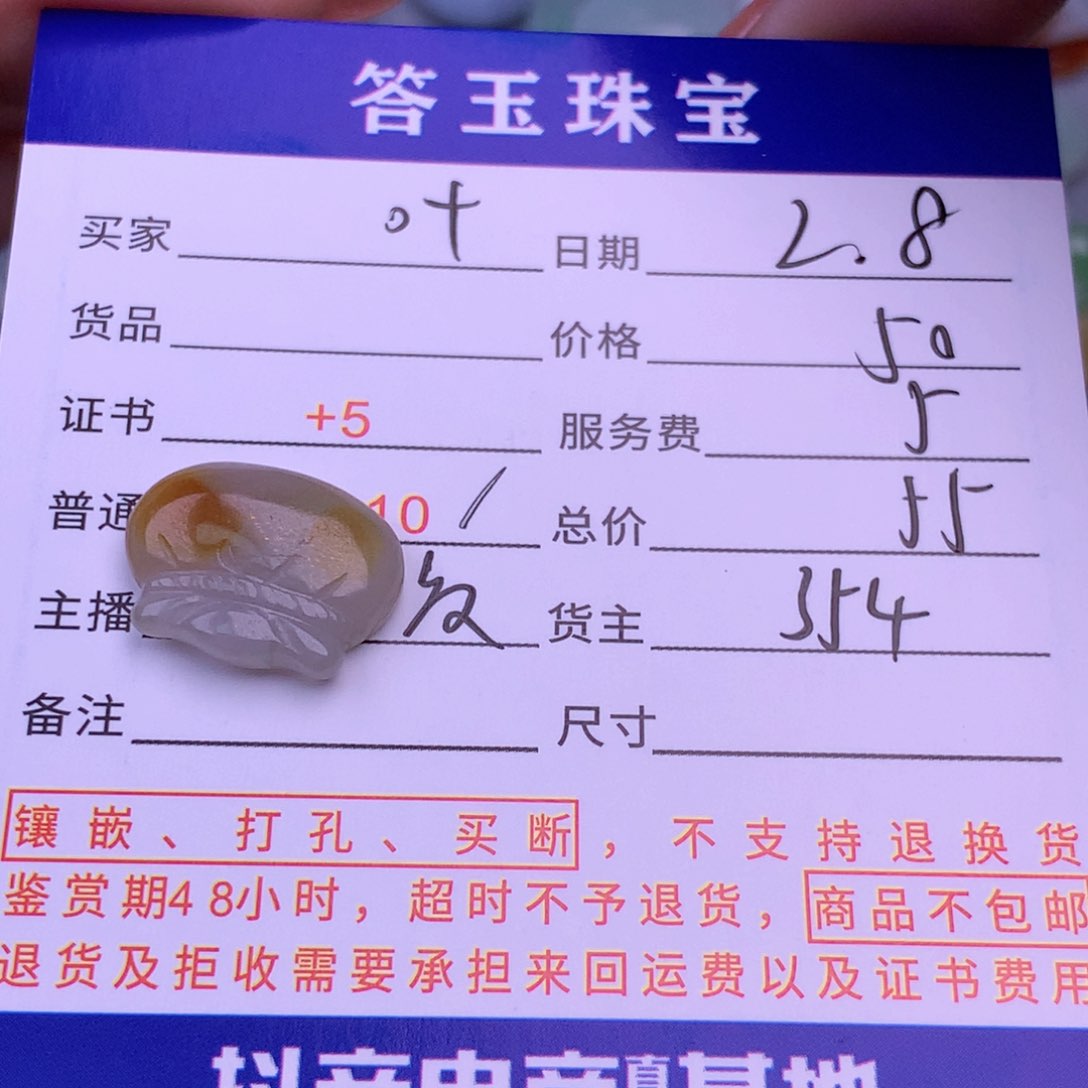 答玉珠宝
买家 叶 日期 2.8
货品 价格 50
证书 +5 服务费 5
普通 10 / 总价 55
主播 货主 354
备注 尺寸
镶嵌、打孔、买断，不支持退换货
鉴赏期48小时，超时不予退货，商品不包邮
退货及拒收需要承担来回运费以及证书费用
基地